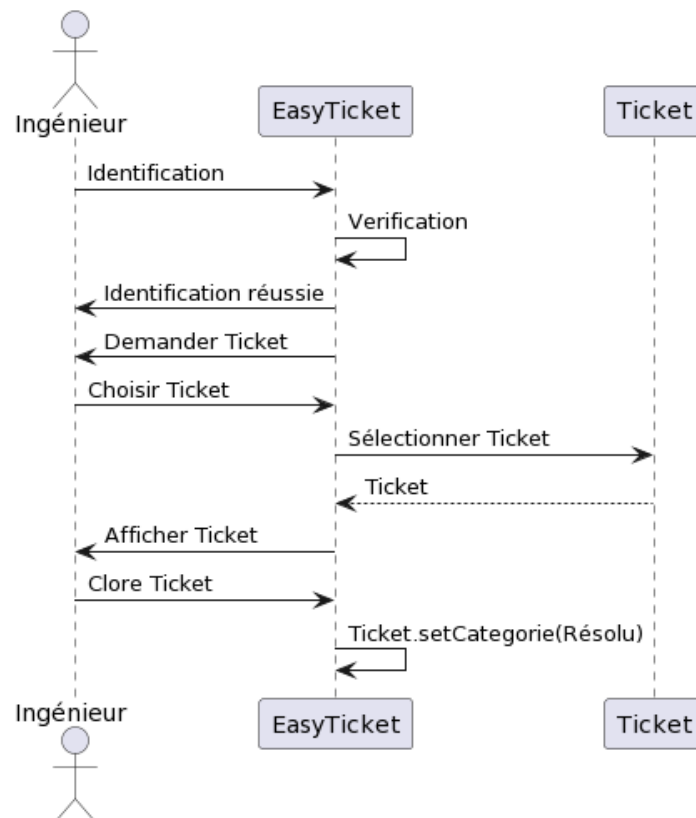 Ingénieur
EasyTicket
Ticket
Identification
Verification
Identification réussie
Demander Ticket
Choisir Ticket
Sélectionner Ticket
Ticket
Afficher Ticket
Clore Ticket
Ticket.setCategorie(Résolu)
Ingénieur
EasyTicket
Ticket